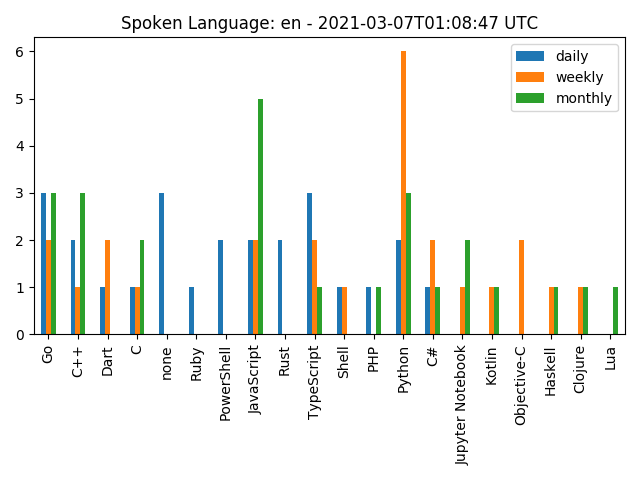 Spoken Language: en - 2021-03-07T01:08:47 UTC
daily
weekly
monthly
6
5
4
3
2
1
0
Go
C++
Dart
C
none
Ruby
PowerShell
JavaScript
Rust
TypeScript
Shell
PHP
Python
C#
Jupyter Notebook
Kotlin
Objective-C
Haskell
Clojure
Lua